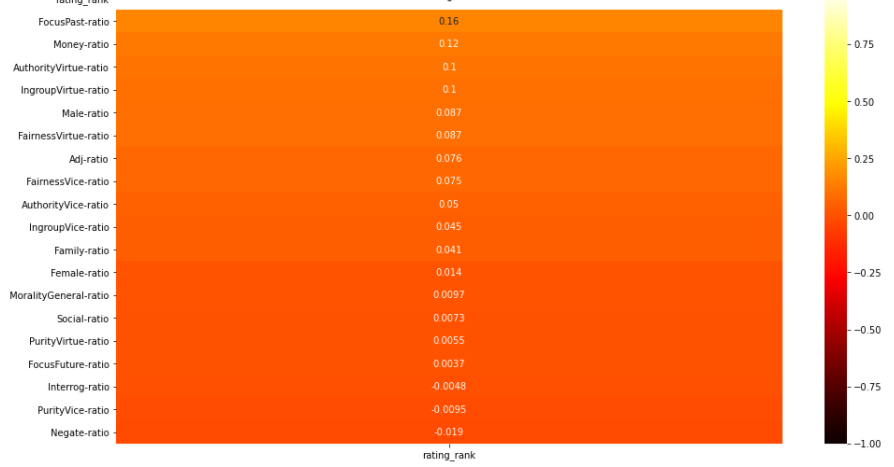 rating_rank
FocusPast-ratio 0.16
Money-ratio 0.12
AuthorityVirtue-ratio 0.1
IngroupVirtue-ratio 0.1
Male-ratio 0.087
FairnessVirtue-ratio 0.087
Adj-ratio 0.076
FairnessVice-ratio 0.075
AuthorityVice-ratio 0.05
IngroupVice-ratio 0.045
Family-ratio 0.041
Female-ratio 0.014
MoralityGeneral-ratio 0.0097
Social-ratio 0.0073
PurityVirtue-ratio 0.0055
FocusFuture-ratio 0.0037
Interrog-ratio -0.0048
PurityVice-ratio -0.0095
Negate-ratio -0.019
rating_rank
0.75
0.50
0.25
0.00
−0.25
−0.50
−0.75
−1.00